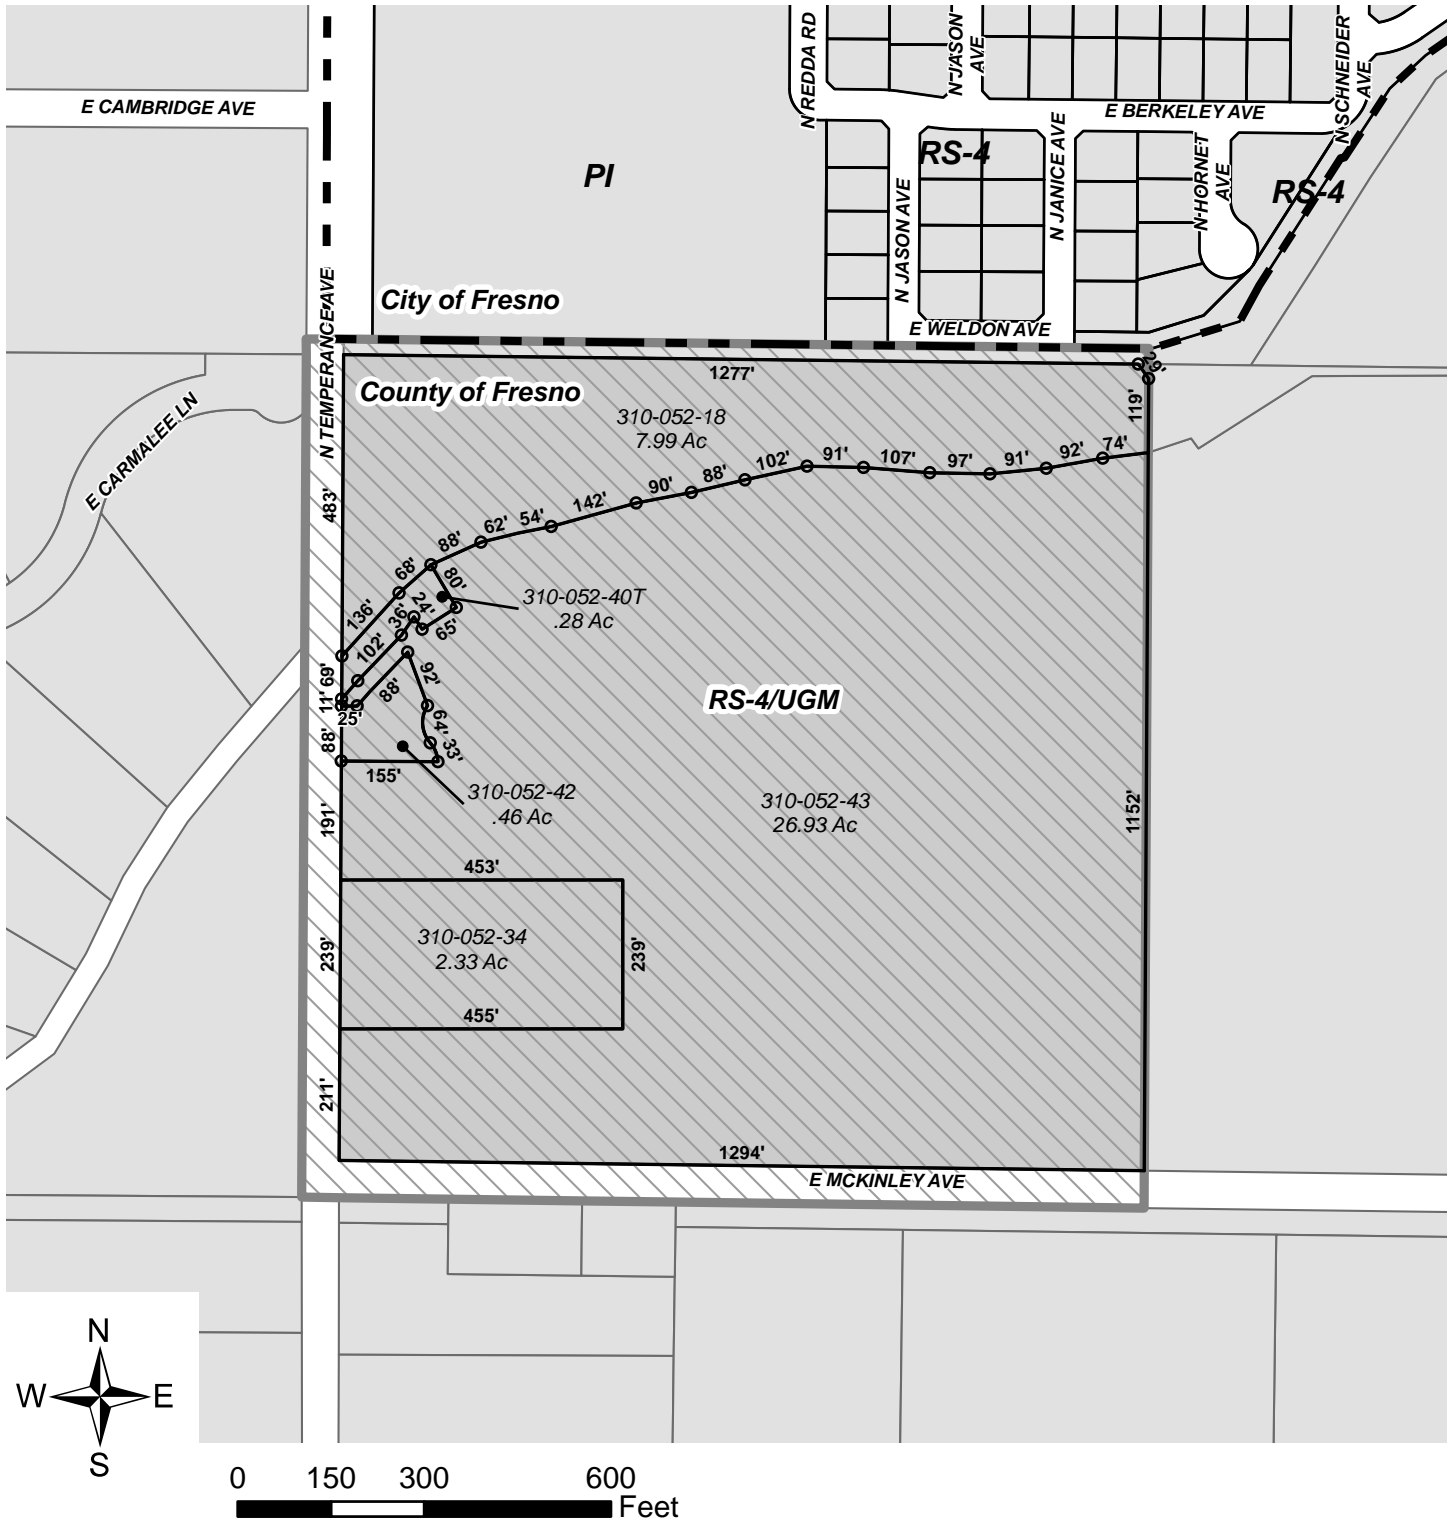 E CAMBRIDGE AVE
N REDDA RD
N JASON
AVE
N SCHNEIDER
AVE
E BERKELEY AVE
PI
RS-4
N JANICE AVE
N HORNET
AVE
RS-4
N JASON AVE
City of Fresno
E WELDON AVE
N TEMPERANCE AVE
29'
1277'
County of Fresno
119'
E CARMALEE LN
310-052-18
7.99 Ac
102'
91'
107'
97'
91'
92'
74'
88'
90'
142'
54'
62'
88'
483'
68'
80'
310-052-40T
.28 Ac
24'
36'
65'
136'
102'
69'
11'
88'
92'
25'
RS-4/UGM
64'
33'
88'
155'
310-052-42
.46 Ac
310-052-43
26.93 Ac
191'
1152'
453'
310-052-34
2.33 Ac
239'
239'
455'
211'
1294'
E MCKINLEY AVE
N
W
E
S
0
150
300
600
Feet